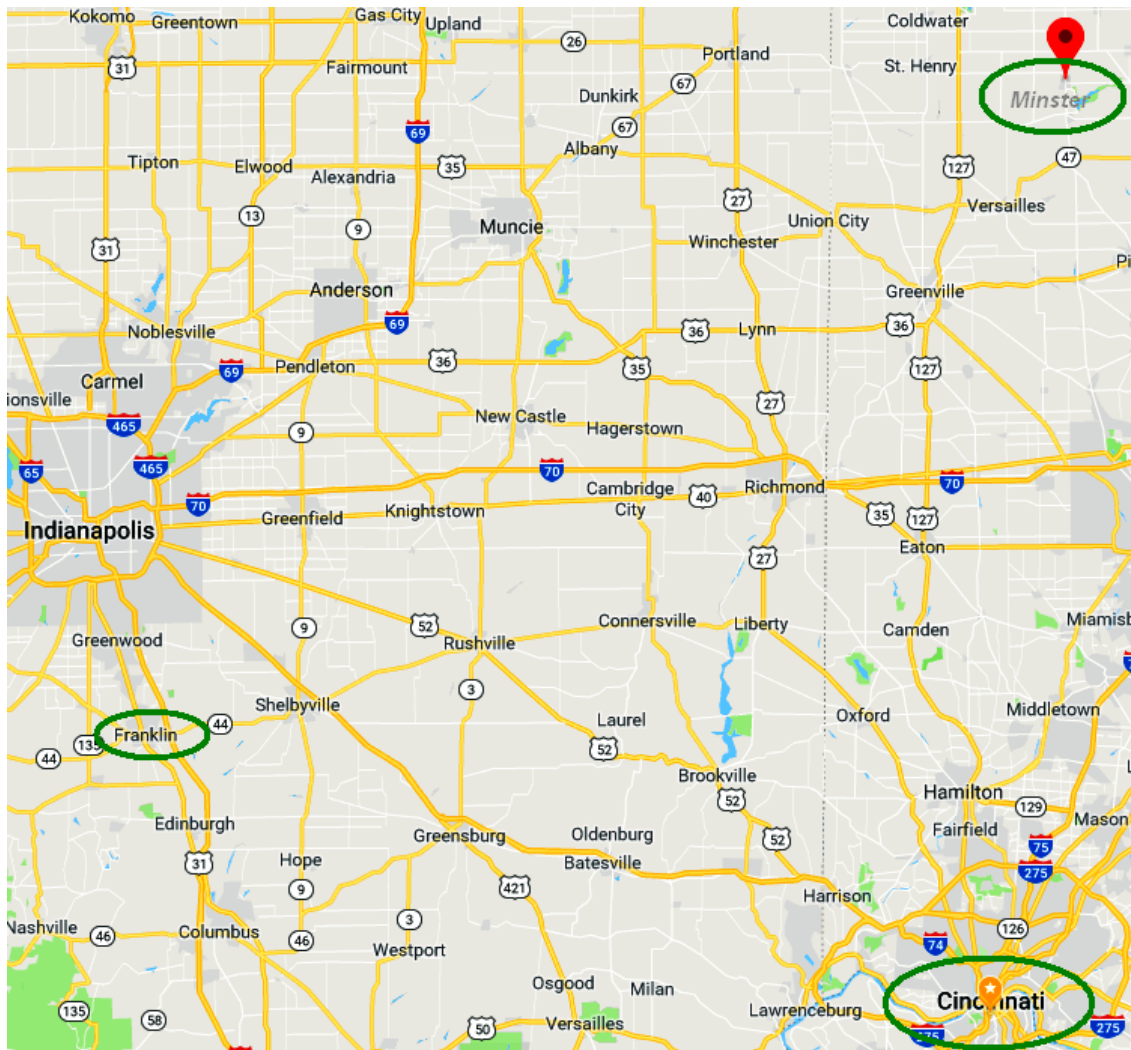 Kokomo
Greentown
Gas City
Upland
Coldwater
26
31
Fairmount
Portland
St. Henry
67
Dunkirk
Minster
69
67
Albany
Tipton
Elwood
35
Alexandria
127
47
27
Versailles
13
9
Muncie
Union City
31
Winchester
Anderson
Greenville
Pi
Noblesville
69
36
Lynn
36
36
Pendleton
69
35
127
Carmel
ionsville
27
New Castle
Hagerstown
465
9
65
465
70
70
Cambridge
City
40
Richmond
70
70
Greenfield
Knightstown
35
127
Indianapolis
Eaton
27
52
9
Connersville
Liberty
Camden
Miamisb
Greenwood
Rushville
3
Shelbyville
44
Laurel
Oxford
Middletown
Franklin
135
44
52
Brookville
52
Hamilton
129
Edinburgh
Greensburg
Oldenburg
52
Fairfield
Mason
31
Hope
Batesville
75
275
9
421
Harrison
Nashville
46
Columbus
46
3
Westport
126
74
Osgood
Milan
Cincinnati
135
58
50
Versailles
Lawrenceburg
275
275